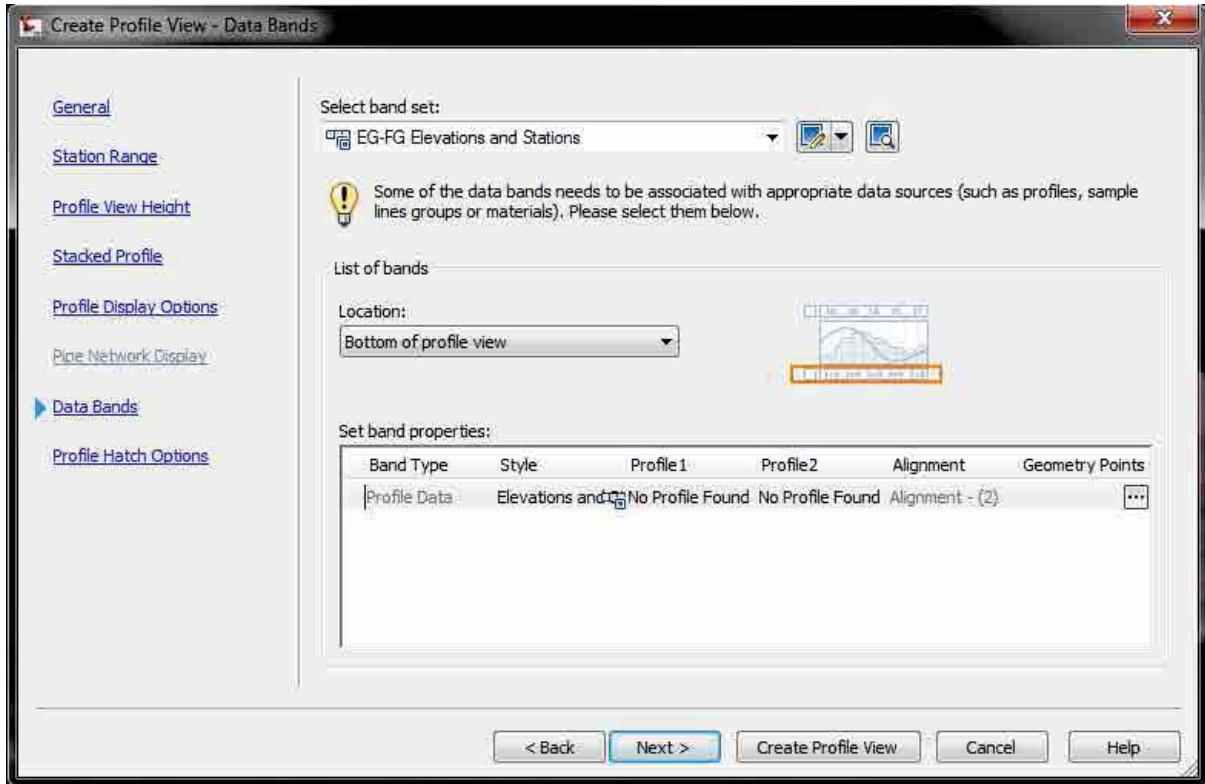 Create Profile View - Data Bands
General
Station Range
Profile View Height
Stacked Profile
Profile Display Options
Pipe Network Display
Data Bands
Profile Hatch Options
Select band set:
EG-FG Elevations and Stations
Some of the data bands needs to be associated with appropriate data sources (such as profiles, sample
lines groups or materials). Please select them below.
List of bands
Location:
Bottom of profile view
Set band properties:
Band Type Style Profile1 Profile2 Alignment Geometry Points
Profile Data Elevations and No Profile Found No Profile Found Alignment - (2) ...
< Back Next > Create Profile View Cancel Help